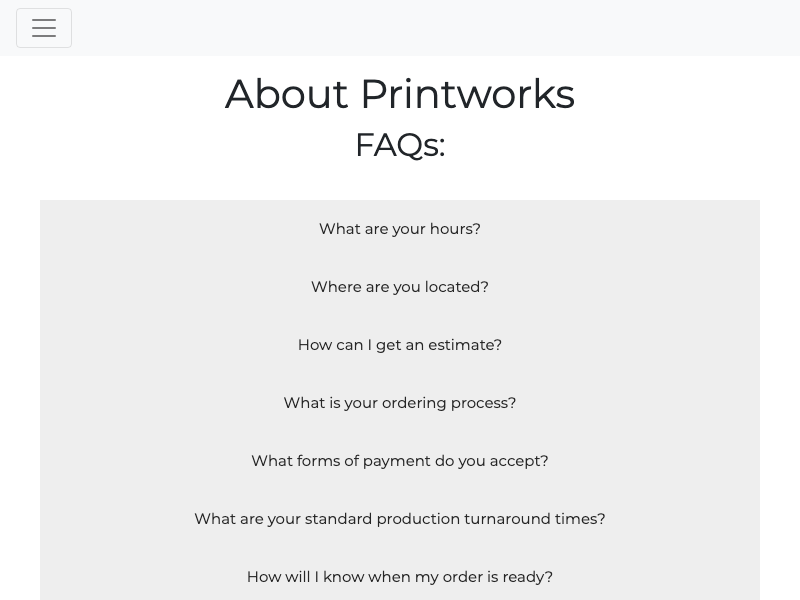 About Printworks
FAQs:
What are your hours?
Where are you located?
How can I get an estimate?
What is your ordering process?
What forms of payment do you accept?
What are your standard production turnaround times?
How will I know when my order is ready?